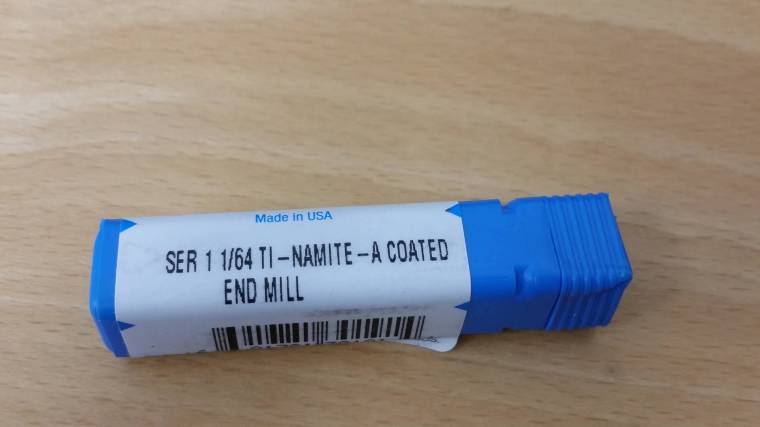 Made in USA
SER 1 1/64 TI-NAMITE-A COATED
END MILL